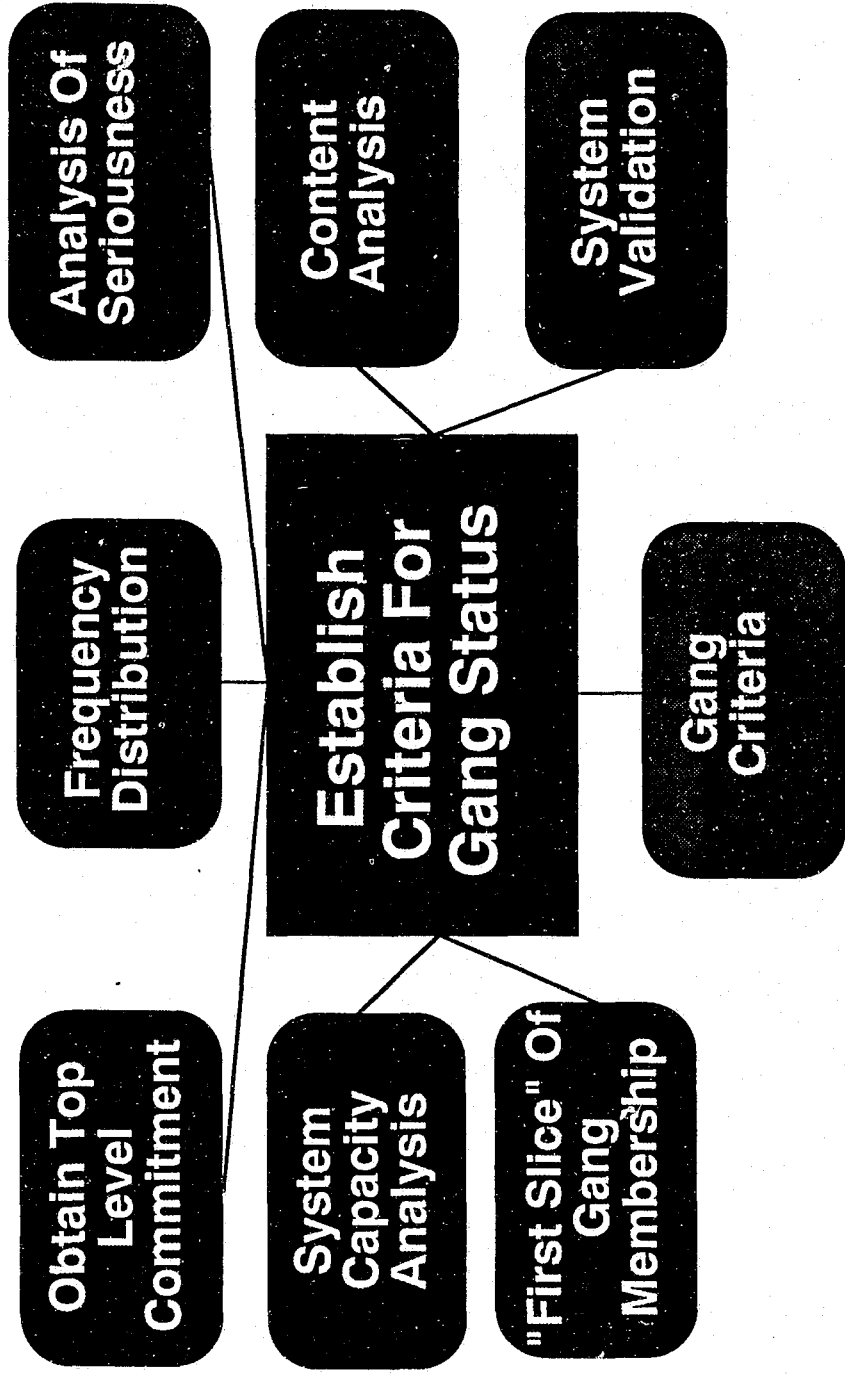 Obtain Top
Level
Commitment
Frequency
Distribution
Analysis Of
Seriousness
System
Capacity
Analysis
Establish
Criteria For
Gang Status
Content
Analysis
"First Slice" Of
Gang
Membership
Gang
Criteria
System
Validation